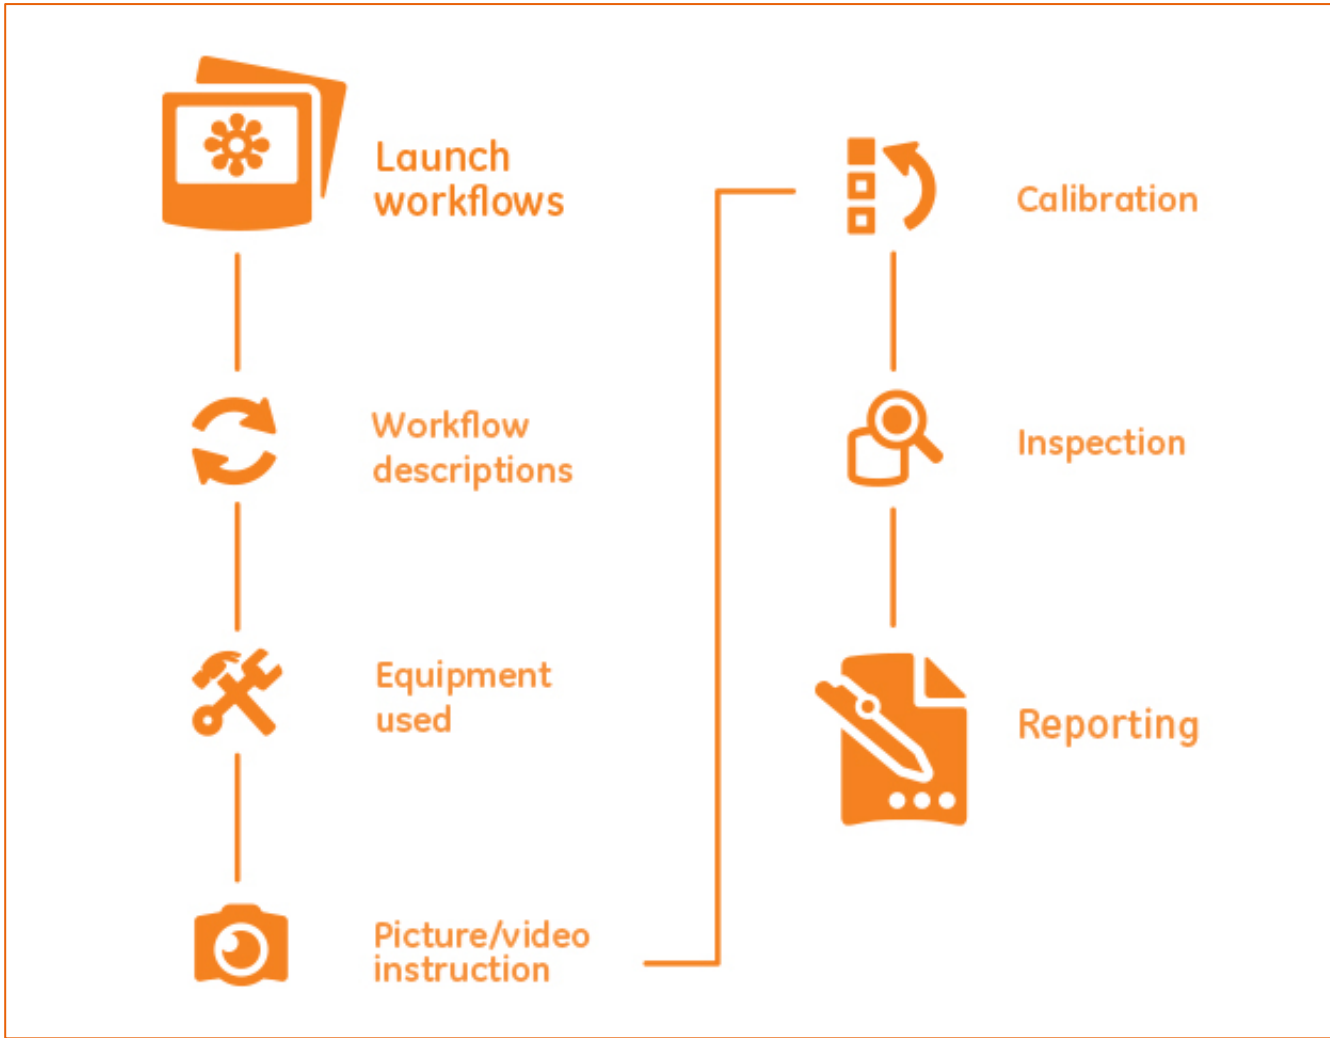 Launch
workflows
Workflow
descriptions
Equipment
used
Picture/video
instruction
Calibration
Inspection
Reporting